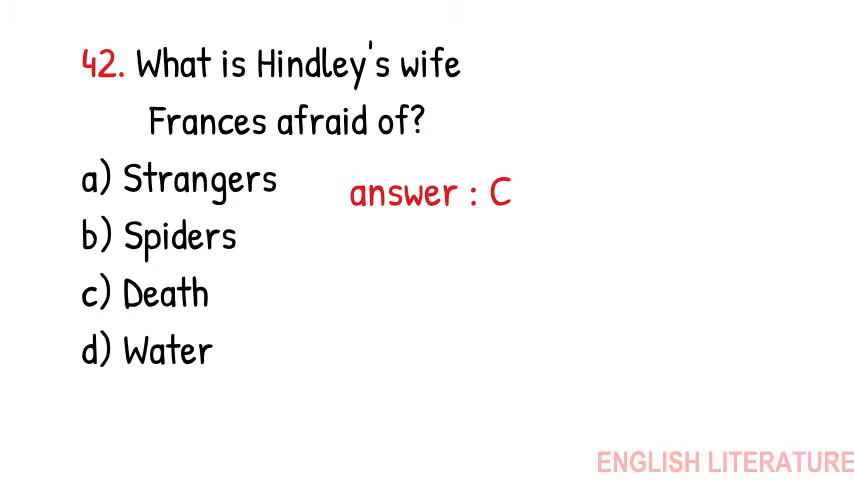 42. What is Hindley's wife
Frances afraid of?
a) Strangers
answer : C
b) Spiders
c) Death
d) Water
ENGLISH LITERATURE